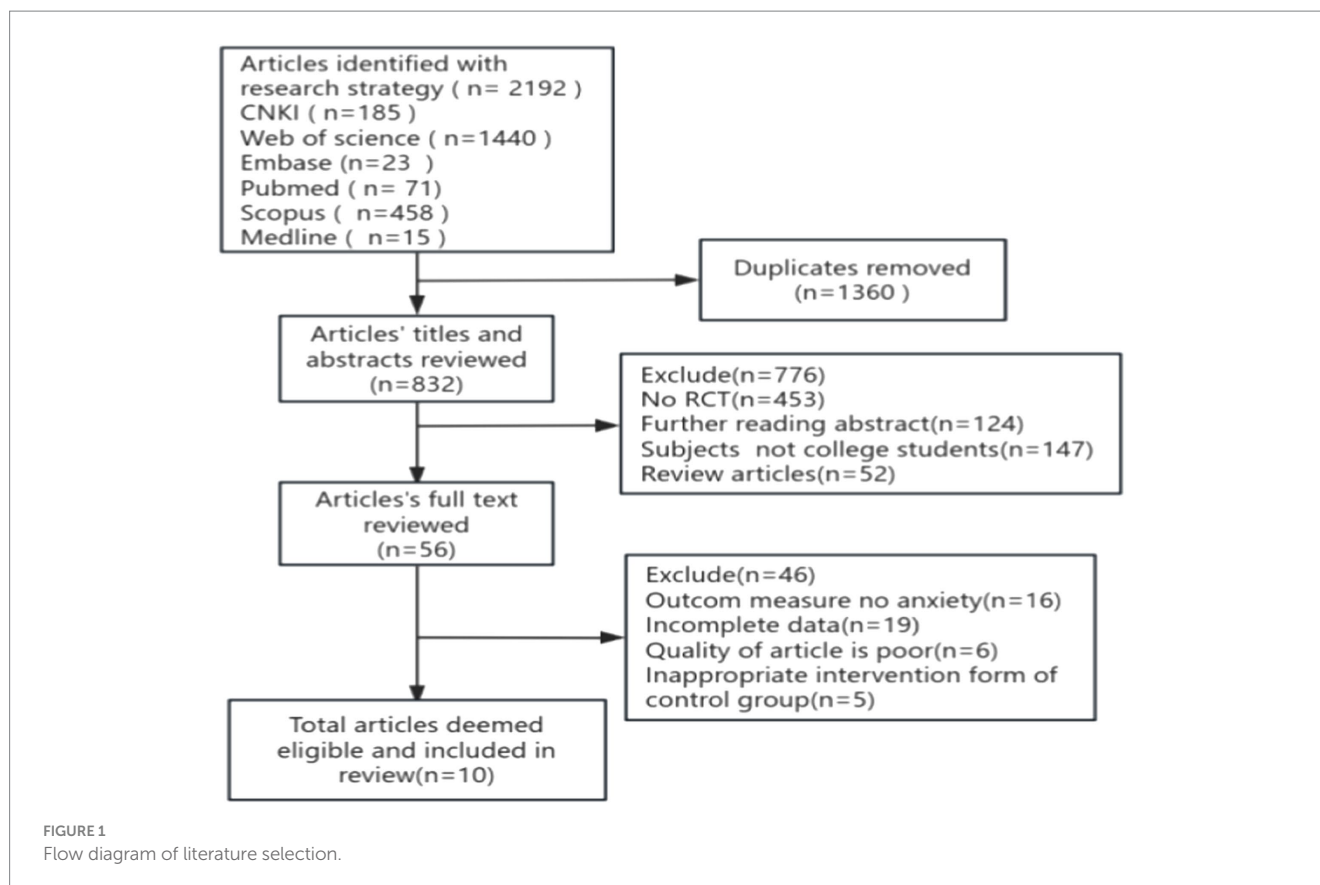 Articles identified with
research strategy ( n= 2192 )
CNKI ( n=185 )
Web of science ( n=1440 )
Embase (n=23  )
Pubmed ( n= 71)
Scopus (  n=458 )
Medline (  n=15 )
Duplicates removed
(n=1360 )
Articles' titles and
abstracts reviewed
(n=832)
Exclude(n=776)
No RCT(n=453)
Further reading abstract(n=124)
Subjects  not college students(n=147)
Review articles(n=52)
Articles's full text
reviewed
(n=56)
Exclude(n=46)
Outcom measure no anxiety(n=16)
Incomplete data(n=19)
Quality of article is poor(n=6)
Inappropriate intervention form of
control group(n=5)
Total articles deemed
eligible and included in
review(n=10)
FIGURE 1
Flow diagram of literature selection.